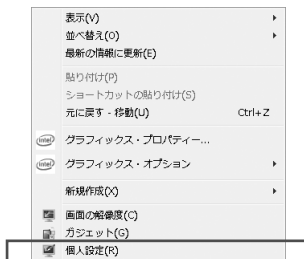 表示(V)
並べ替え(O)
最新の情報に更新(E)
貼り付け(P)
ショートカットの貼り付け(S)
元に戻す - 移動(U) Ctrl+Z
intel グラフィックス・プロパティー...
intel グラフィックス・オプション
新規作成(X)
画面の解像度(C)
ガジェット(G)
個人設定(R)